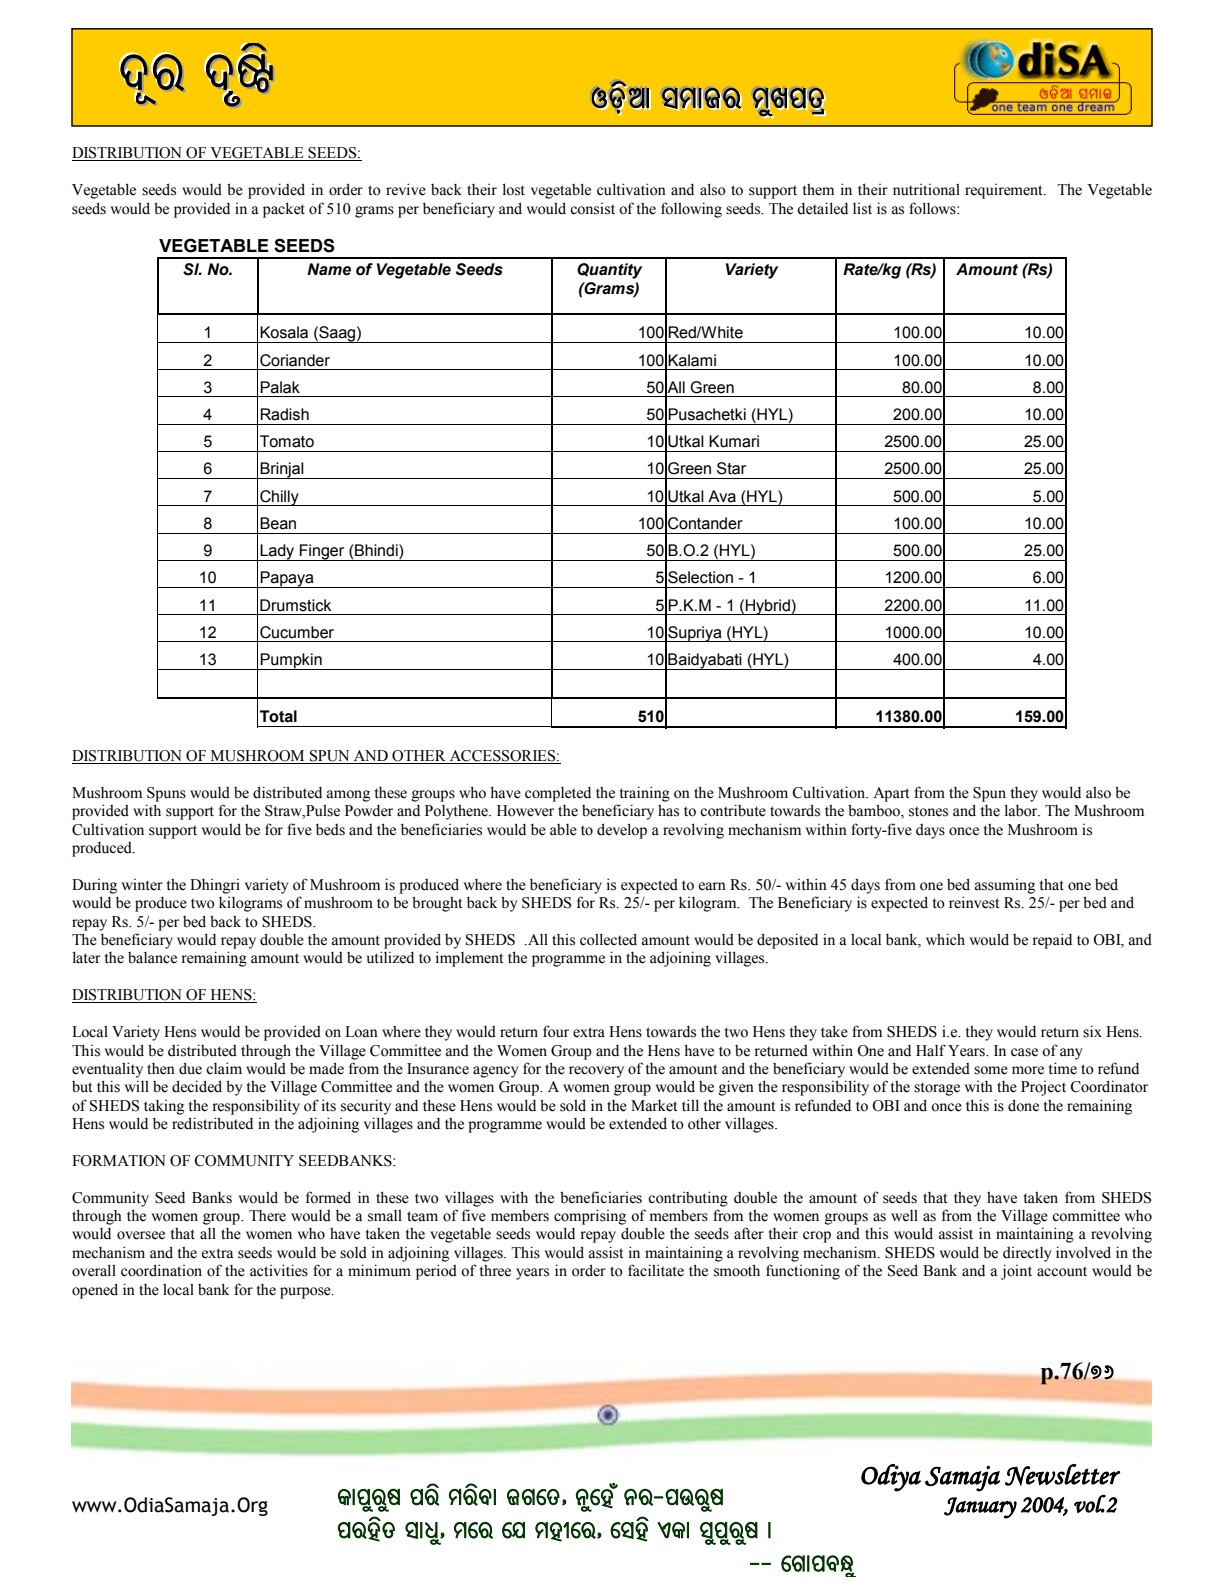 ଦୂର ଦୃଷ୍ଟି
ଓଡ଼ିଆ ସମାଜର ମୁଖପତ୍ର
OdiSA
ଓଡ଼ିଆ ସମାଜ
one team one dream
DISTRIBUTION OF VEGETABLE SEEDS:
Vegetable seeds would be provided in order to revive back their lost vegetable cultivation and also to support them in their nutritional requirement. The Vegetable
seeds would be provided in a packet of 510 grams per beneficiary and would consist of the following seeds. The detailed list is as follows:
VEGETABLE SEEDS
Sl. No. Name of Vegetable Seeds Quantity (Grams) Variety Rate/kg (Rs) Amount (Rs)
1 Kosala (Saag) 100 Red/White 100.00 10.00
2 Coriander 100 Kalami 100.00 10.00
3 Palak 50 All Green 80.00 8.00
4 Radish 50 Pusachetki (HYL) 200.00 10.00
5 Tomato 10 Utkal Kumari 2500.00 25.00
6 Brinjal 10 Green Star 2500.00 25.00
7 Chilly 10 Utkal Ava (HYL) 500.00 5.00
8 Bean 100 Contander 100.00 10.00
9 Lady Finger (Bhindi) 50 B.O.2 (HYL) 500.00 25.00
10 Papaya 5 Selection - 1 1200.00 6.00
11 Drumstick 5 P.K.M - 1 (Hybrid) 2200.00 11.00
12 Cucumber 10 Supriya (HYL) 1000.00 10.00
13 Pumpkin 10 Baidyabati (HYL) 400.00 4.00
Total 510 11380.00 159.00
DISTRIBUTION OF MUSHROOM SPUN AND OTHER ACCESSORIES:
Mushroom Spuns would be distributed among these groups who have completed the training on the Mushroom Cultivation. Apart from the Spun they would also be
provided with support for the Straw,Pulse Powder and Polythene. However the beneficiary has to contribute towards the bamboo, stones and the labor. The Mushroom
Cultivation support would be for five beds and the beneficiaries would be able to develop a revolving mechanism within forty-five days once the Mushroom is
produced.
During winter the Dhingri variety of Mushroom is produced where the beneficiary is expected to earn Rs. 50/- within 45 days from one bed assuming that one bed
would be produce two kilograms of mushroom to be brought back by SHEDS for Rs. 25/- per kilogram. The Beneficiary is expected to reinvest Rs. 25/- per bed and
repay Rs. 5/- per bed back to SHEDS.
The beneficiary would repay double the amount provided by SHEDS .All this collected amount would be deposited in a local bank, which would be repaid to OBI, and
later the balance remaining amount would be utilized to implement the programme in the adjoining villages.
DISTRIBUTION OF HENS:
Local Variety Hens would be provided on Loan where they would return four extra Hens towards the two Hens they take from SHEDS i.e. they would return six Hens.
This would be distributed through the Village Committee and the Women Group and the Hens have to be returned within One and Half Years. In case of any
eventuality then due claim would be made from the Insurance agency for the recovery of the amount and the beneficiary would be extended some more time to refund
but this will be decided by the Village Committee and the women Group. A women group would be given the responsibility of the storage with the Project Coordinator
of SHEDS taking the responsibility of its security and these Hens would be sold in the Market till the amount is refunded to OBI and once this is done the remaining
Hens would be redistributed in the adjoining villages and the programme would be extended to other villages.
FORMATION OF COMMUNITY SEEDBANKS:
Community Seed Banks would be formed in these two villages with the beneficiaries contributing double the amount of seeds that they have taken from SHEDS
through the women group. There would be a small team of five members comprising of members from the women groups as well as from the Village committee who
would oversee that all the women who have taken the vegetable seeds would repay double the seeds after their crop and this would assist in maintaining a revolving
mechanism and the extra seeds would be sold in adjoining villages. This would assist in maintaining a revolving mechanism. SHEDS would be directly involved in the
overall coordination of the activities for a minimum period of three years in order to facilitate the smooth functioning of the Seed Bank and a joint account would be
opened in the local bank for the purpose.
p.76/୭୬
Odiya Samaja Newsletter
January 2004, vol.2
www.OdiaSamaja.Org
କାପୁରୁଷ ପରି ମରିବା ଜଗତେ, ନୁହେଁ ନର-ପଉରୁଷ
ପରହିତ ସାଧୁ, ମରେ ଯେ ମହୀରେ, ସେହି ଏକା ସୁପୁରୁଷ ।
-- ଗୋପବନ୍ଧୁ